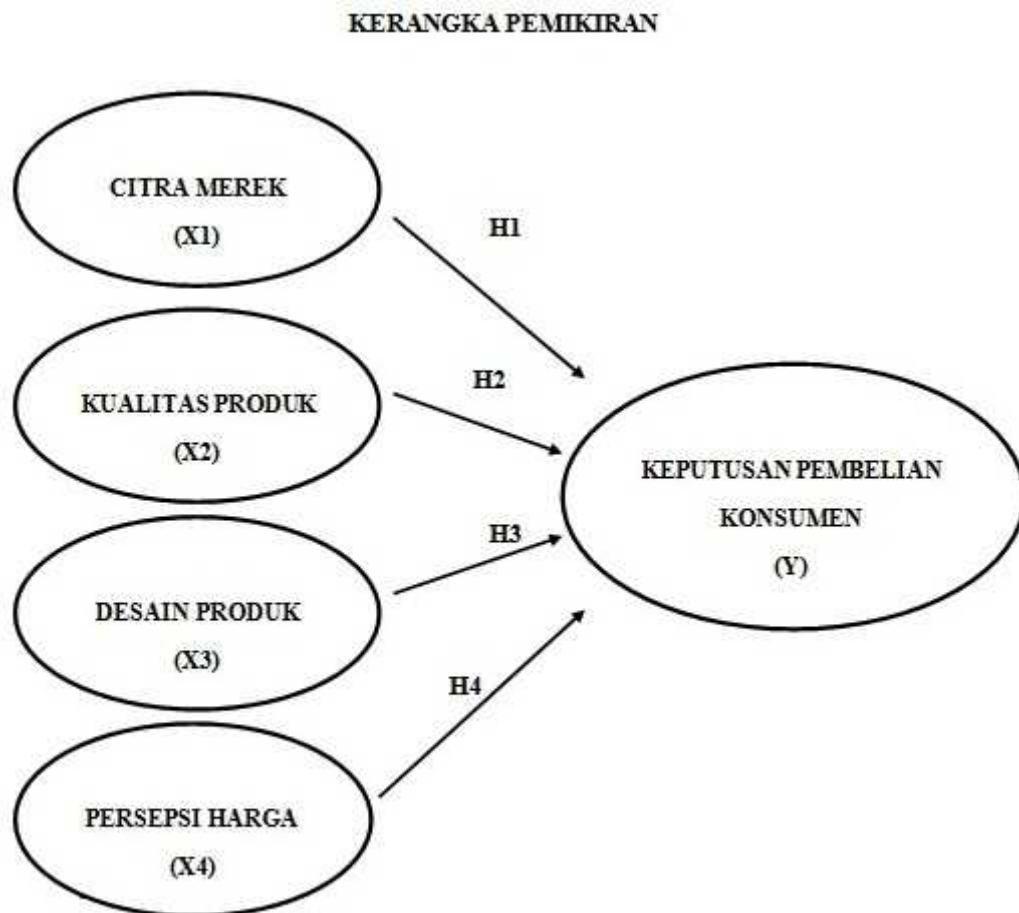 KERANGKA PEMIKIRAN
CITRA MEREK
(X1)
H1
KUALITAS PRODUK
(X2)
H2
KEPUTUSAN PEMBELIAN
KONSUMEN
(Y)
DESAIN PRODUK
(X3)
H3
PERSEPSI HARGA
(X4)
H4